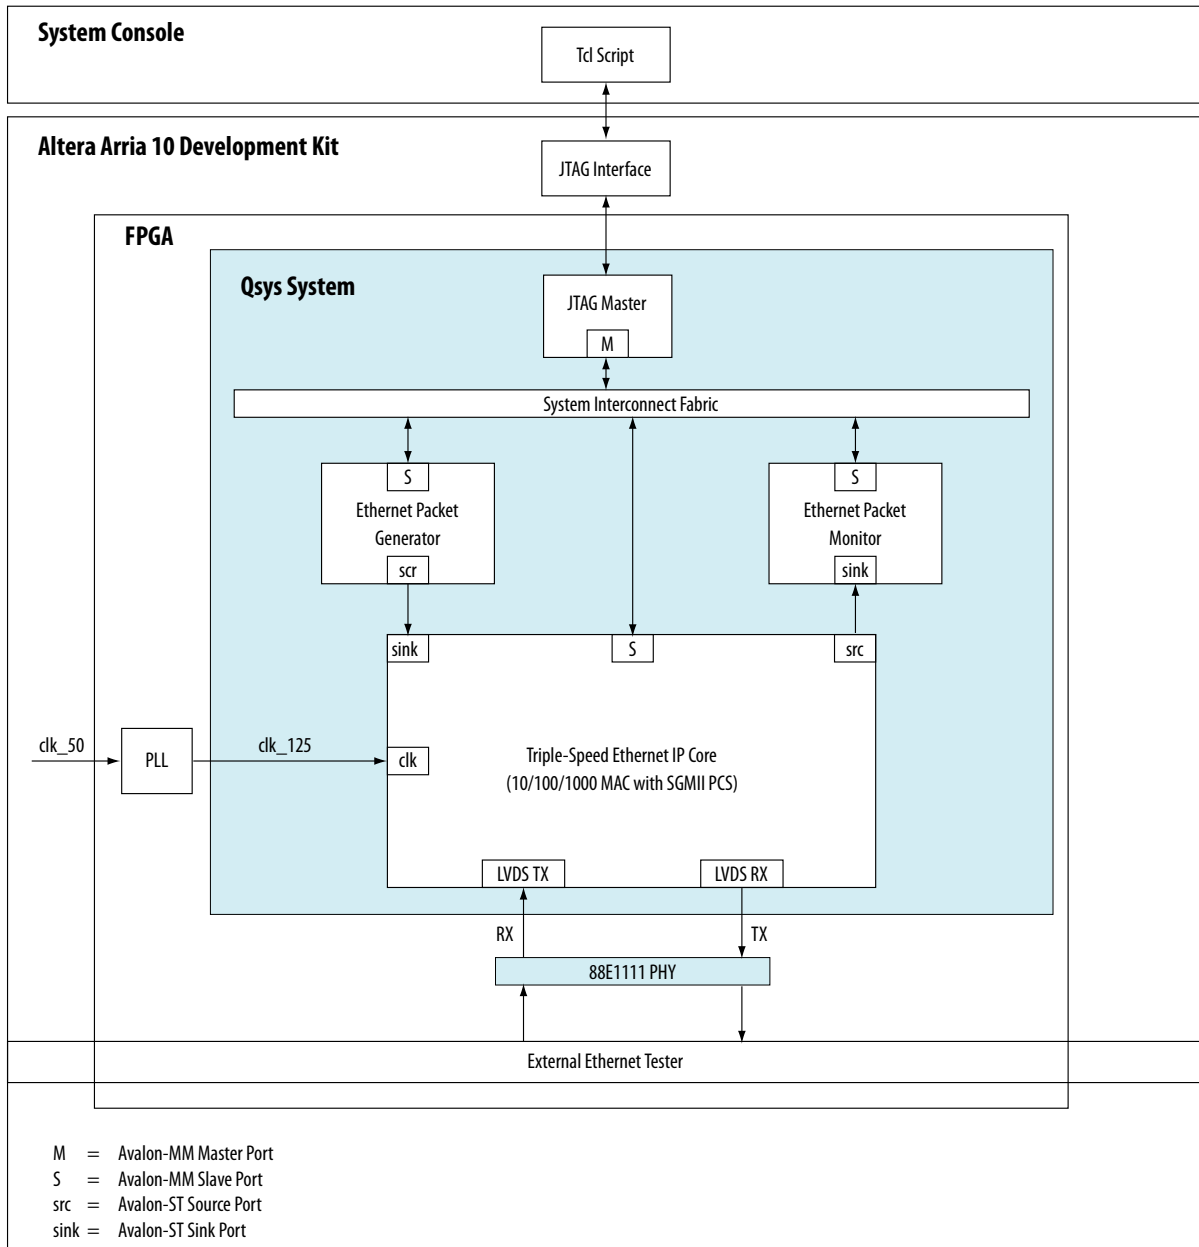 System Console
Tcl Script
Altera Arria 10 Development Kit
JTAG Interface
FPGA
Qsys System
JTAG Master
M
System Interconnect Fabric
S
Ethernet Packet
Generator
scr
S
Ethernet Packet
Monitor
sink
sink
S
src
clk_50
PLL
clk_125
clk
Triple-Speed Ethernet IP Core
(10/100/1000 MAC with SGMII PCS)
LVDS TX
LVDS RX
RX
TX
88E1111 PHY
External Ethernet Tester
M = Avalon-MM Master Port
S = Avalon-MM Slave Port
src = Avalon-ST Source Port
sink = Avalon-ST Sink Port